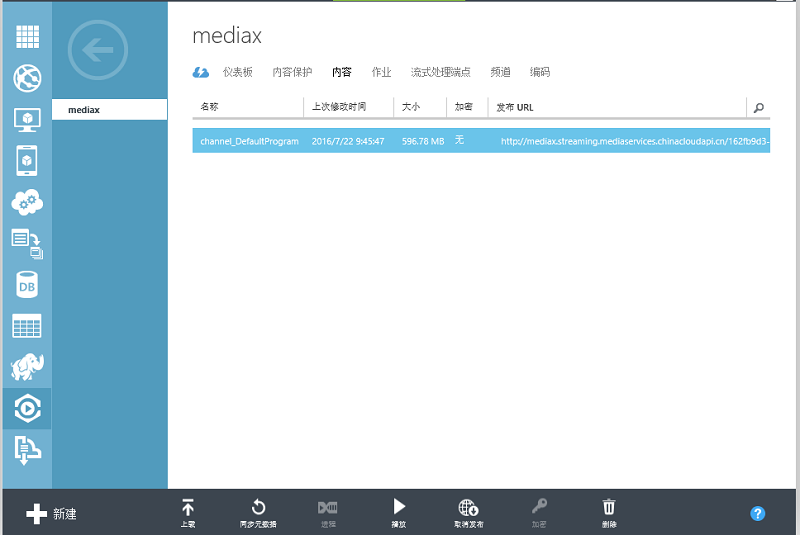 mediax
mediax
仪表板 内容保护 内容 作业 流式处理端点 频道 编码
名称 上次修改时间 大小 加密 发布 URL
channel_DefaultProgram 2016/7/22 9:45:47 596.78 MB 无 http://mediax.streaming.mediaservices.chinacloudapi.cn/162fb9d3-
DB
新建
上载 同步元数据 进程 播放 取消发布 加密 删除
?